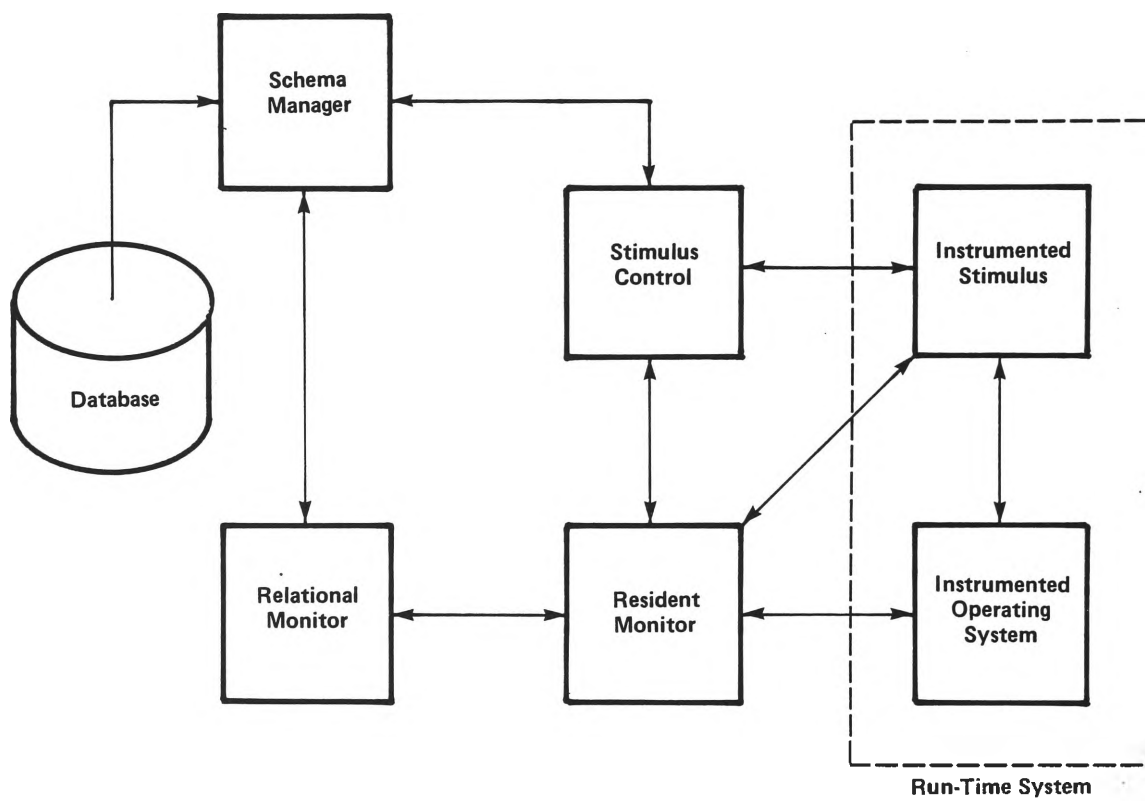 Schema
Manager
Stimulus
Control
Instrumented
Stimulus
Database
Relational
Monitor
Resident
Monitor
Instrumented
Operating
System
Run-Time System